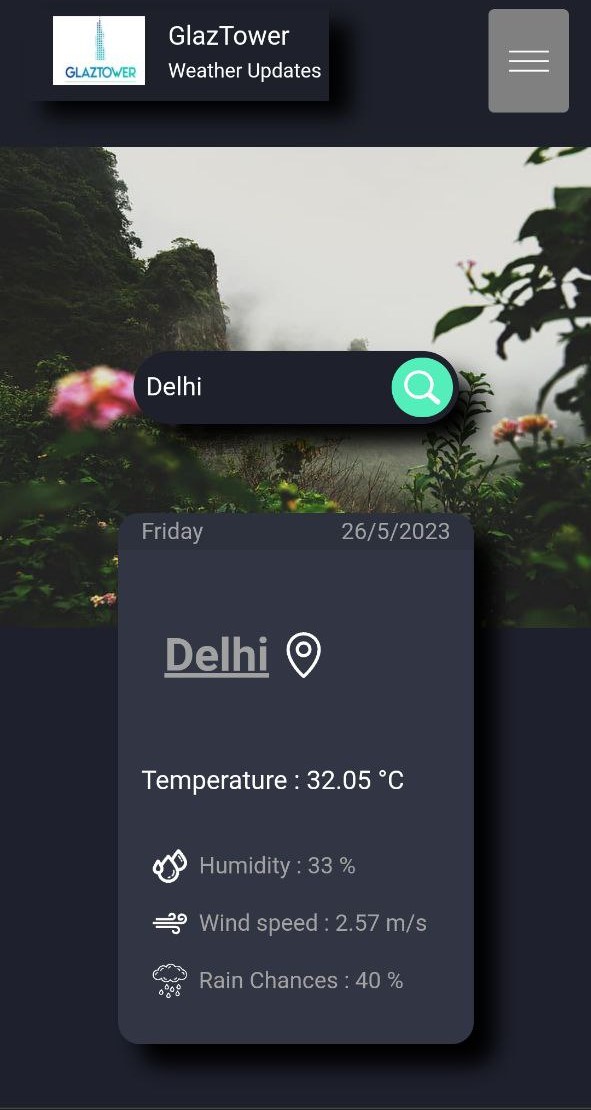 GLAZTOWER
GlazTower
Weather Updates
Delhi
Friday 26/5/2023
Delhi
Temperature : 32.05 °C
Humidity : 33 %
Wind speed : 2.57 m/s
Rain Chances : 40 %